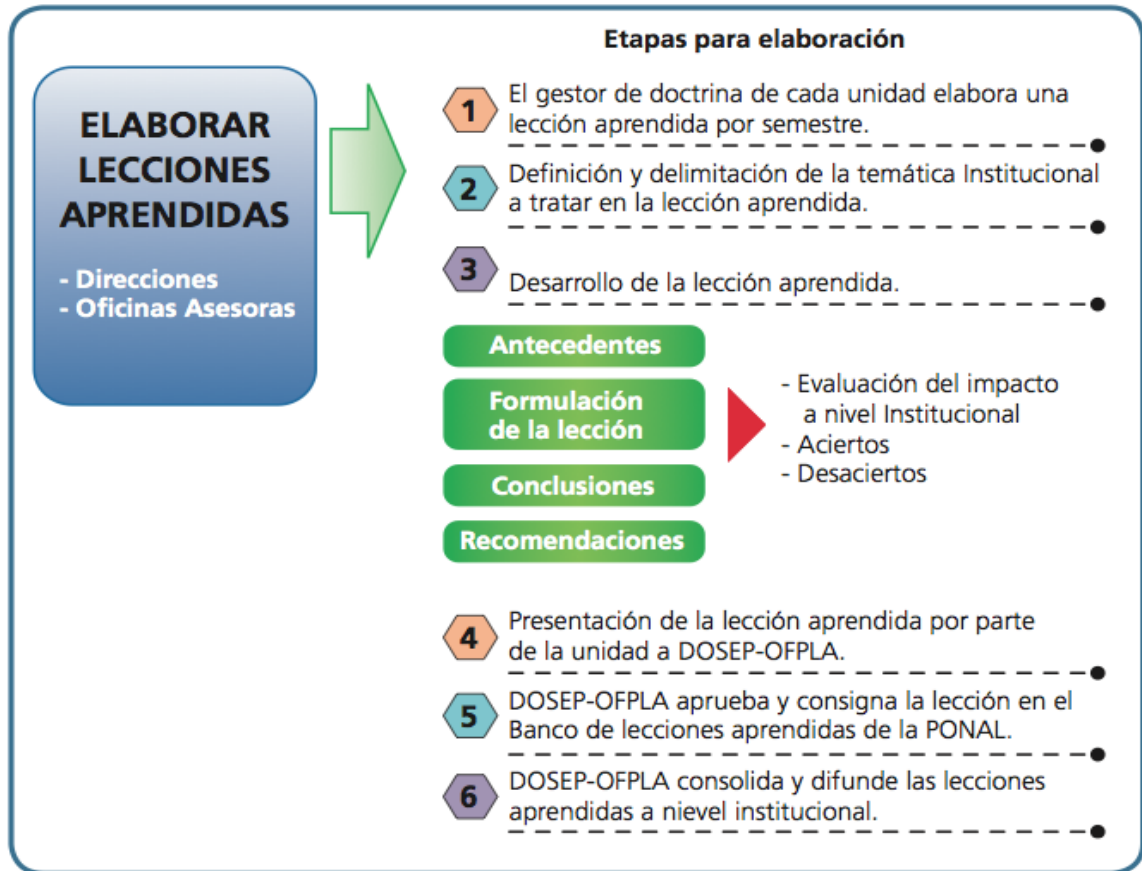 Etapas para elaboración
ELABORAR
LECCIONES
APRENDIDAS
- Direcciones
- Oficinas Asesoras
1
El gestor de doctrina de cada unidad elabora una
lección aprendida por semestre.
2
Definición y delimitación de la temática Institucional
a tratar en la lección aprendida.
3
Desarrollo de la lección aprendida.
Antecedentes
Formulación
de la lección
Conclusiones
Recomendaciones
- Evaluación del impacto
a nivel Institucional
- Aciertos
- Desaciertos
4
Presentación de la lección aprendida por parte
de la unidad a DOSEP-OFPLA.
5
DOSEP-OFPLA aprueba y consigna la lección en el
Banco de lecciones aprendidas de la PONAL.
6
DOSEP-OFPLA consolida y difunde las lecciones
aprendidas a nievel institucional.